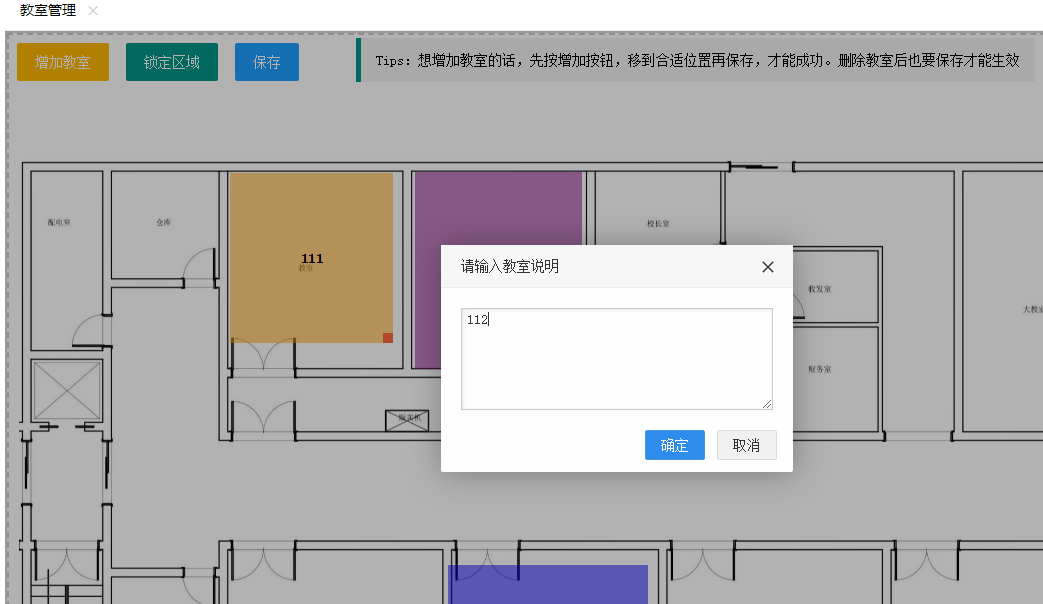 教室管理
增加教室 锁定区域 保存 Tips: 想增加教室的话，先按增加按钮，移到合适位置再保存，才能成功。删除教室后也要保存才能生效
配电室 仓库 校长室
111
教室
请输入教室说明
112
收发室
大教室
财务室
确定 取消